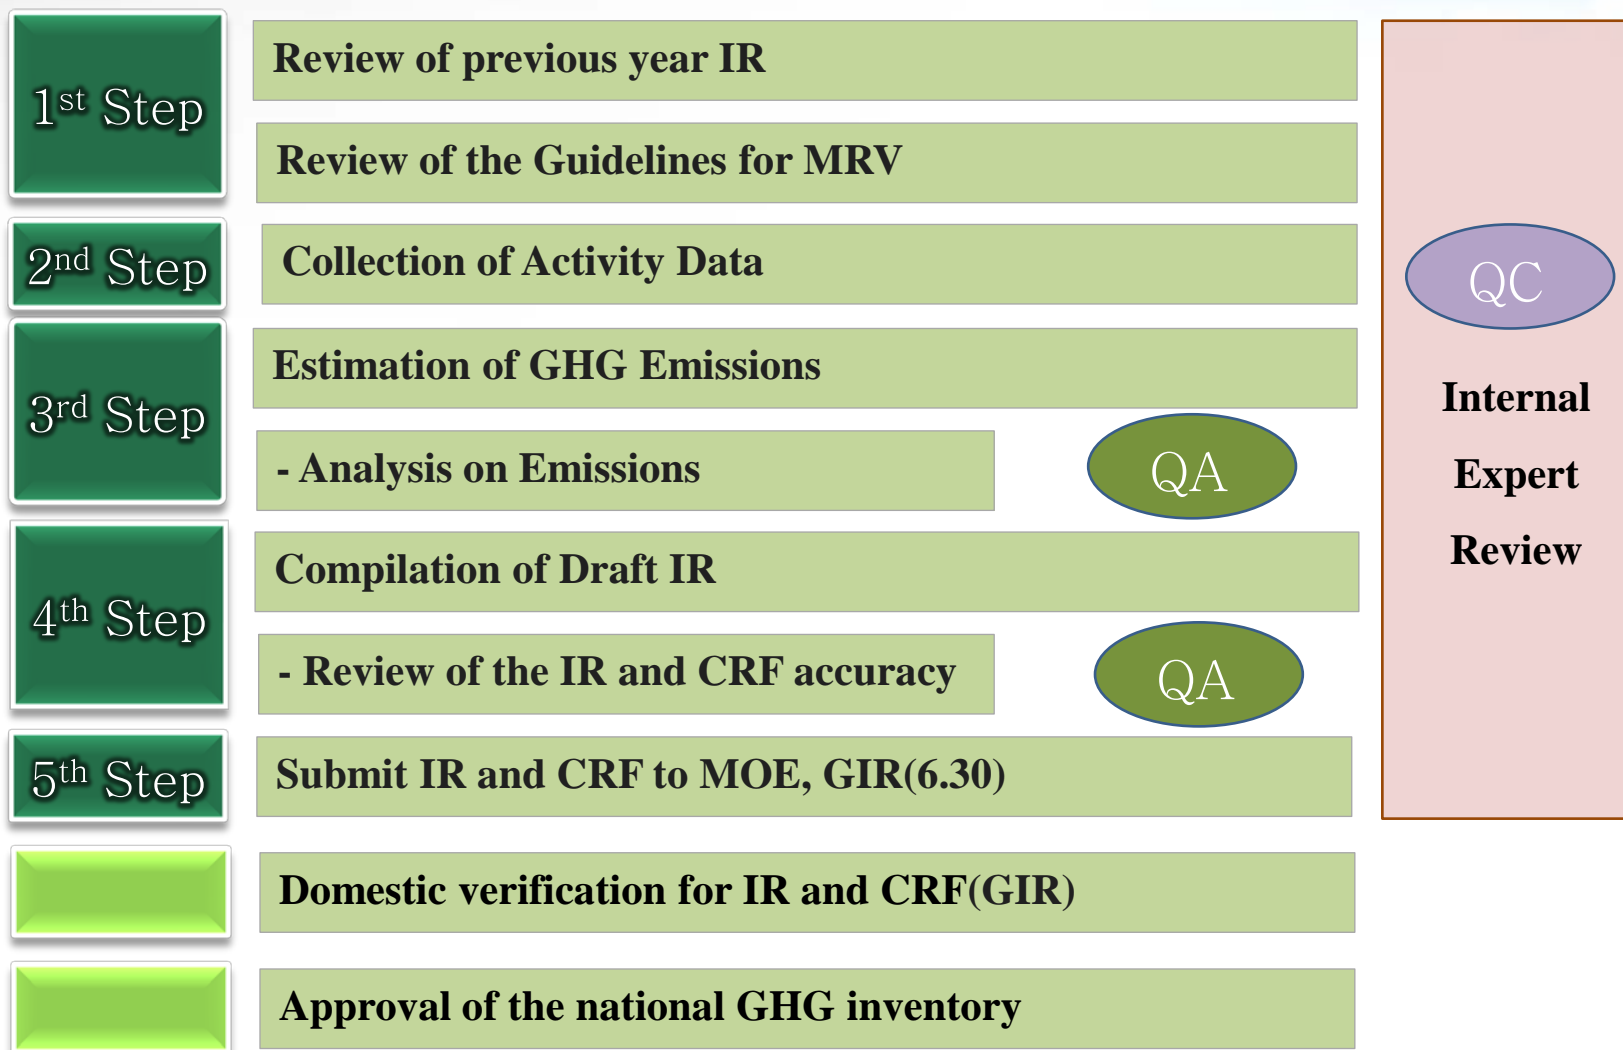 1st Step
Review of previous year IR
Review of the Guidelines for MRV
2nd Step
Collection of Activity Data
3rd Step
Estimation of GHG Emissions
- Analysis on Emissions
QA
4th Step
Compilation of Draft IR
- Review of the IR and CRF accuracy
QA
5th Step
Submit IR and CRF to MOE, GIR(6.30)
Domestic verification for IR and CRF(GIR)
Approval of the national GHG inventory
QC
Internal
Expert
Review